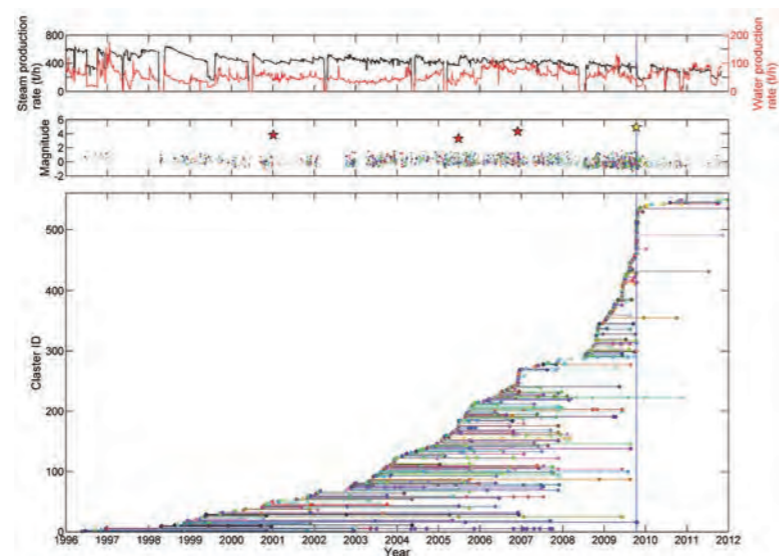 Steam production
rate (t/h)
800
400
0
200
100
0
Water production
rate (t/h)
Magnitude
6
4
2
0
-2
Claster ID
500
400
300
200
100
0
1996 1997 1998 1999 2000 2001 2002 2003 2004 2005 2006 2007 2008 2009 2010 2011 2012
Year